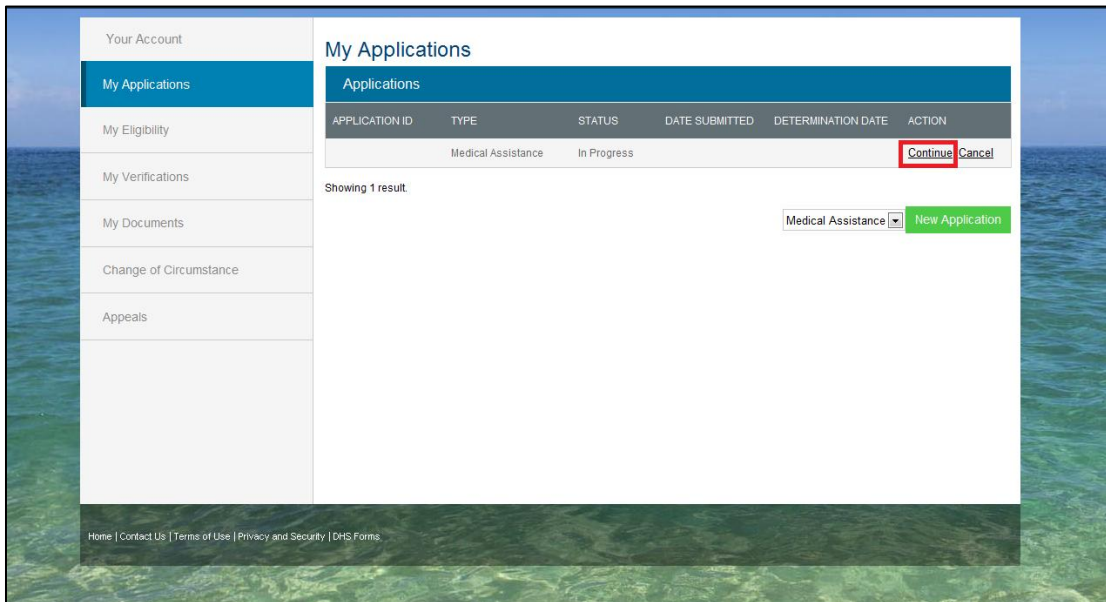 Your Account
My Applications
My Eligibility
My Verifications
My Documents
Change of Circumstance
Appeals
My Applications
Applications
APPLICATION ID TYPE STATUS DATE SUBMITTED DETERMINATION DATE ACTION
Medical Assistance In Progress Continue Cancel
Showing 1 result.
Medical Assistance New Application
Home | Contact Us | Terms of Use | Privacy and Security | DHS Forms